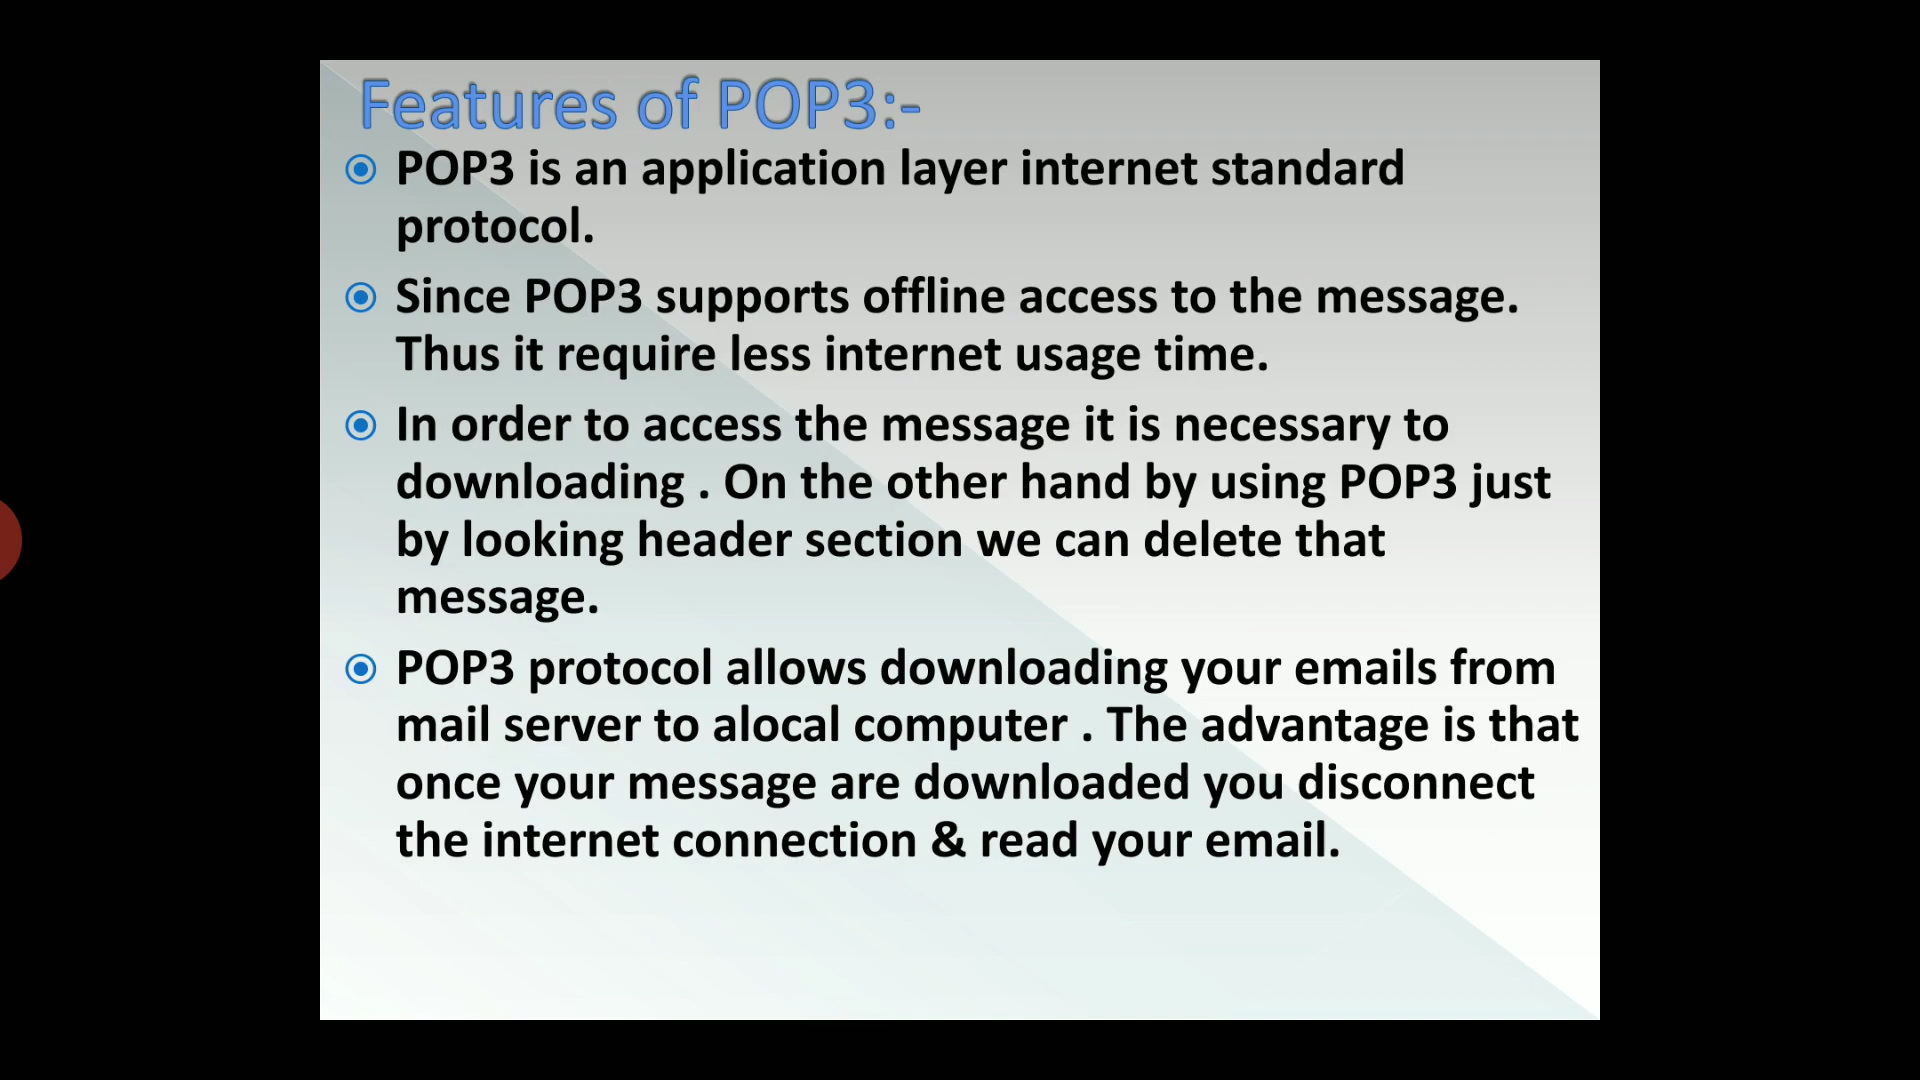 Features of POP3:-
POP3 is an application layer internet standard
protocol.
Since POP3 supports offline access to the message.
Thus it require less internet usage time.
In order to access the message it is necessary to
downloading . On the other hand by using POP3 just
by looking header section we can delete that
message.
POP3 protocol allows downloading your emails from
mail server to alocal computer . The advantage is that
once your message are downloaded you disconnect
the internet connection & read your email.